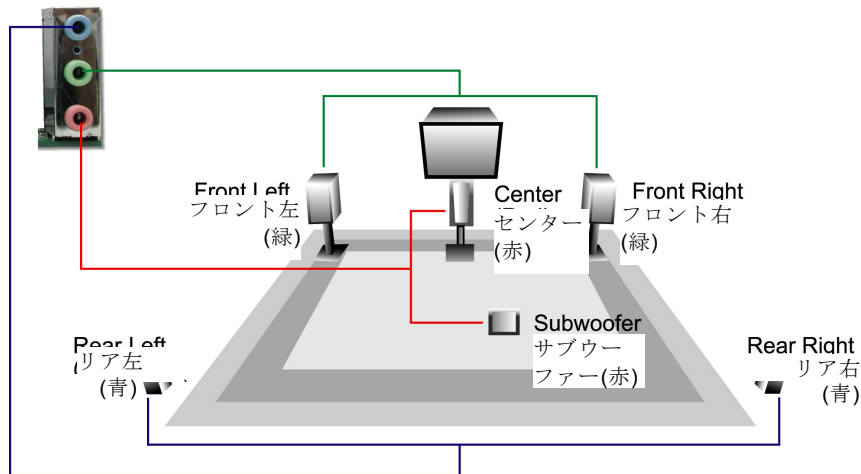 Front Left
フロント左
(緑)
Center
センター
(赤)
Front Right
フロント右
(緑)
Rear Left
リア左
(青)
Subwoofer
サブウー
ファー(赤)
Rear Right
リア右
(青)